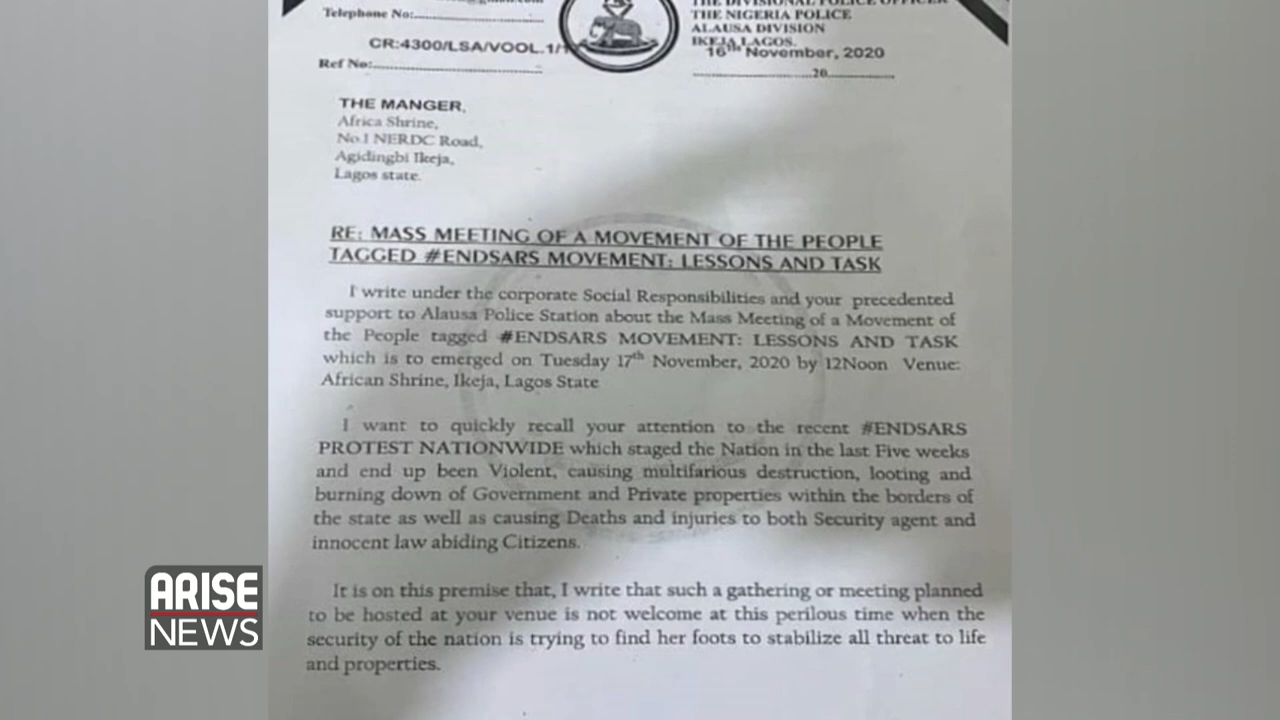 Telephone No:
CR:4300/LSA/VOOL.1/1
Ref No:
THE DIVISIONAL POLICE OFFICER
THE NIGERIA POLICE
ALAUSA DIVISION
IKEJA LAGOS.
16th November, 2020
20
THE MANGER,
Africa Shrine,
No.1 NERDC Road,
Agidingbi Ikeja,
Lagos state.
RE: MASS MEETING OF A MOVEMENT OF THE PEOPLE
TAGGED #ENDSARS MOVEMENT: LESSONS AND TASK
I write under the corporate Social Responsibilities and your precedented
support to Alausa Police Station about the Mass Meeting of a Movement of
the People tagged #ENDSARS MOVEMENT: LESSONS AND TASK
which is to emerged on Tuesday 17th November, 2020 by 12Noon Venue:
African Shrine, Ikeja, Lagos State
I want to quickly recall your attention to the recent #ENDSARS
PROTEST NATIONWIDE which staged the Nation in the last Five weeks
and end up been Violent, causing multifarious destruction, looting and
burning down of Government and Private properties within the borders of
the state as well as causing Deaths and injuries to both Security agent and
innocent law abiding Citizens.
It is on this premise that, I write that such a gathering or meeting planned
to be hosted at your venue is not welcome at this perilous time when the
security of the nation is trying to find her foots to stabilize all threat to life
and properties.
ARISE
NEWS